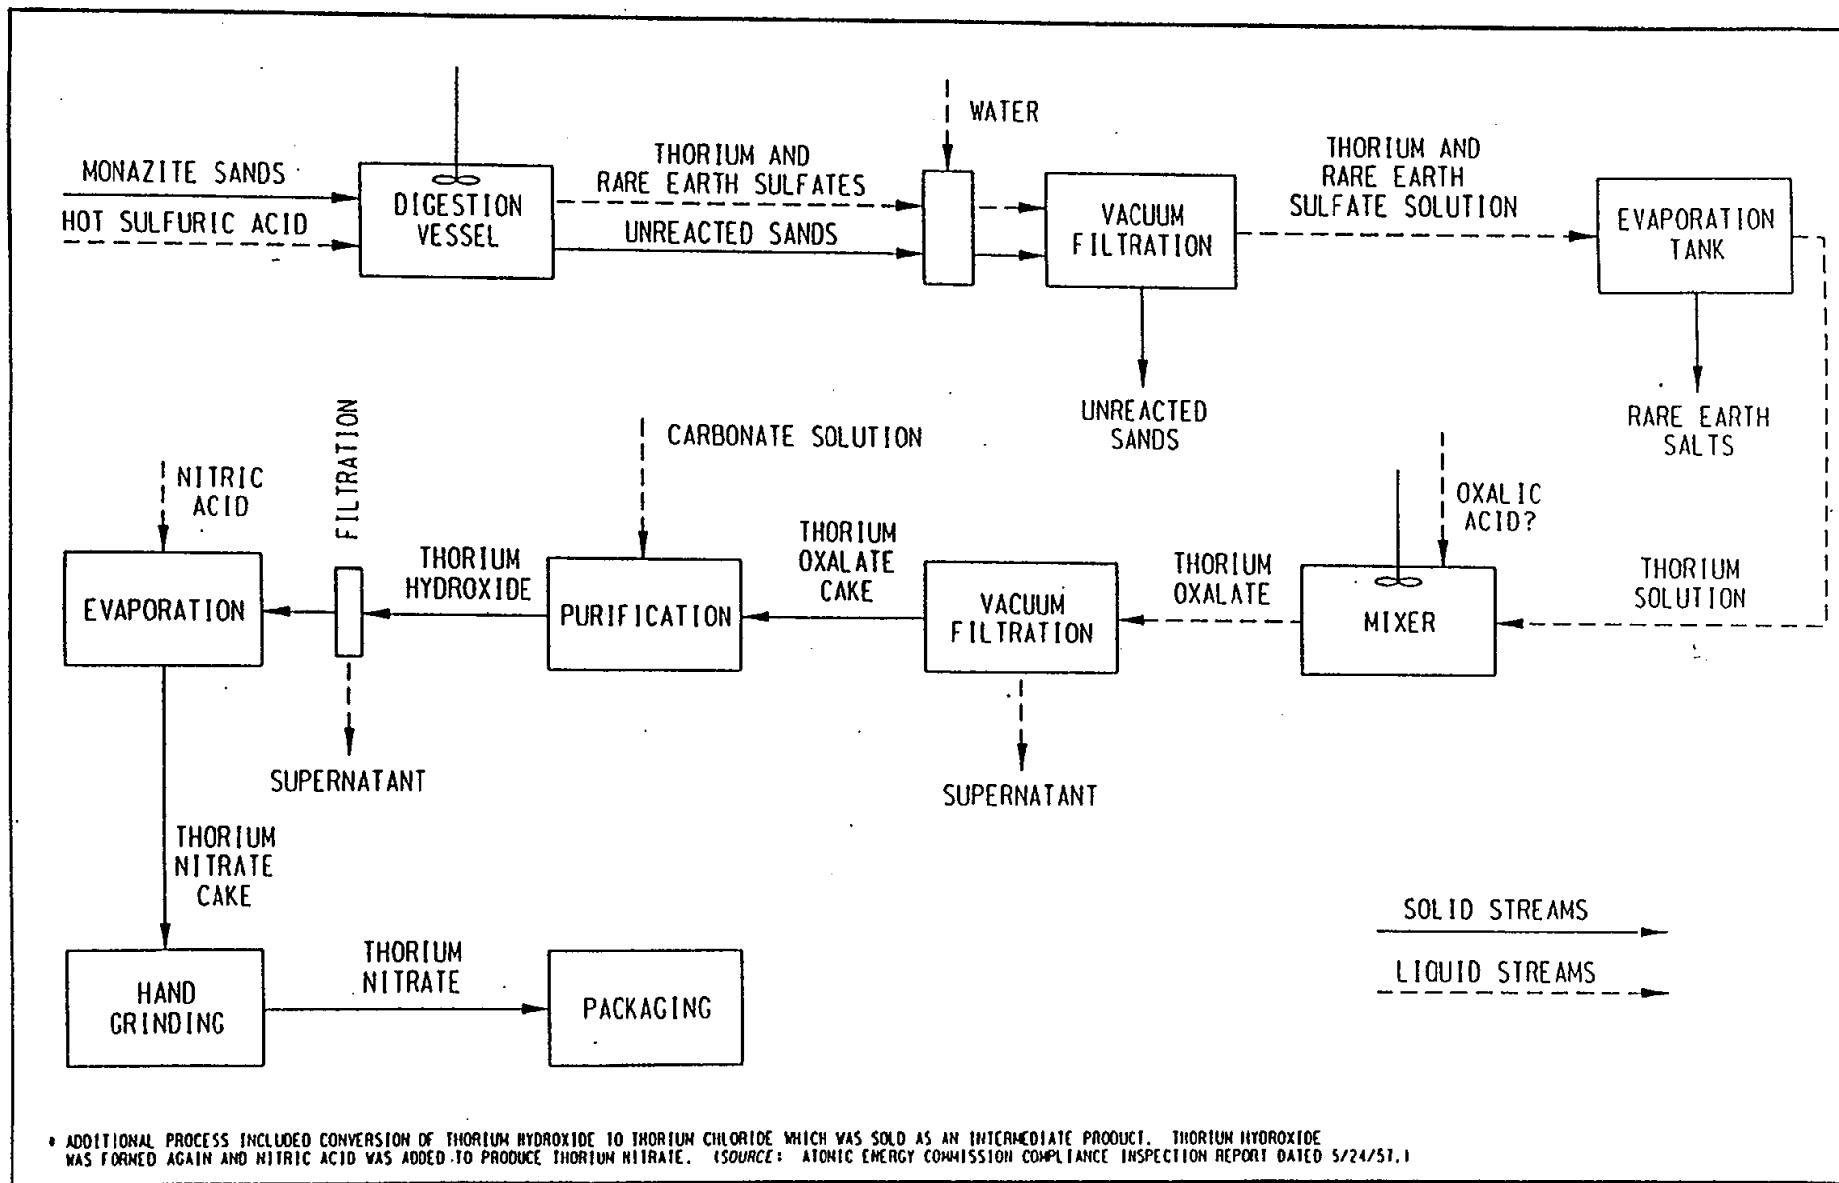 WATER
MONAZITE SANDS
HOT SULFURIC ACID
DIGESTION
VESSEL
THORIUM AND
RARE EARTH SULFATES
UNREACTED SANDS
VACUUM
FILTRATION
THORIUM AND
RARE EARTH
SULFATE SOLUTION
EVAPORATION
TANK
UNREACTED
SANDS
RARE EARTH
SALTS
NITRIC
ACID
FILTRATION
CARBONATE SOLUTION
OXALIC
ACID?
EVAPORATION
THORIUM
HYDROXIDE
PURIFICATION
THORIUM
OXALATE
CAKE
VACUUM
FILTRATION
THORIUM
OXALATE
MIXER
THORIUM
SOLUTION
SUPERNATANT
SUPERNATANT
THORIUM
NITRATE
CAKE
HAND
GRINDING
THORIUM
NITRATE
PACKAGING
SOLID STREAMS
LIQUID STREAMS
* ADDITIONAL PROCESS INCLUDED CONVERSION OF THORIUM HYDROXIDE TO THORIUM CHLORIDE WHICH WAS SOLD AS AN INTERMEDIATE PRODUCT. THORIUM HYDROXIDE
WAS FORMED AGAIN AND NITRIC ACID WAS ADDED TO PRODUCE THORIUM NITRATE. (SOURCE: ATOMIC ENERGY COMMISSION COMPLIANCE INSPECTION REPORT DATED 5/24/57.)